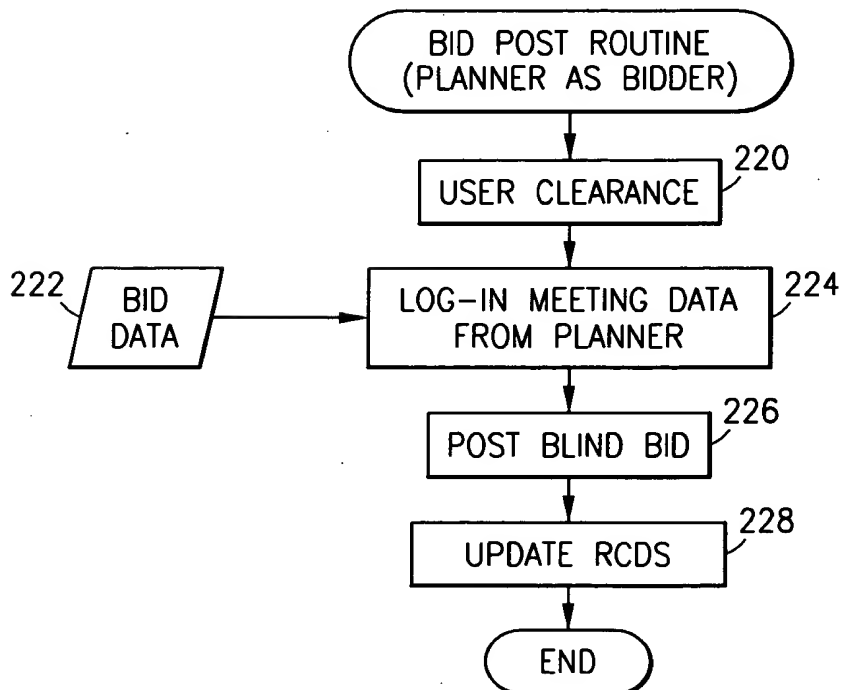 BID POST ROUTINE
(PLANNER AS BIDDER)
220
USER CLEARANCE
222
BID
DATA
LOG-IN MEETING DATA
FROM PLANNER
224
226
POST BLIND BID
228
UPDATE RCDS
END